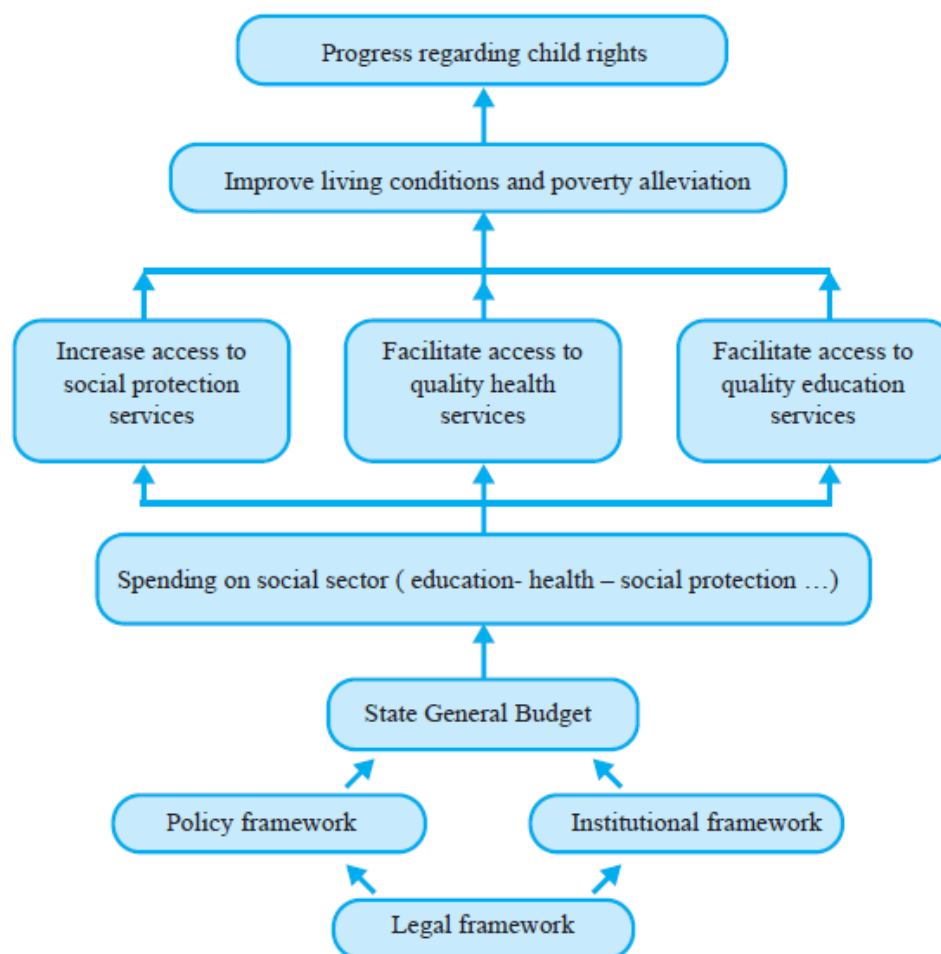 Progress regarding child rights
Improve living conditions and poverty alleviation
Increase access to
social protection
services
Facilitate access to
quality health
services
Facilitate access to
quality education
services
Spending on social sector ( education- health – social protection …)
State General Budget
Policy framework
Institutional framework
Legal framework